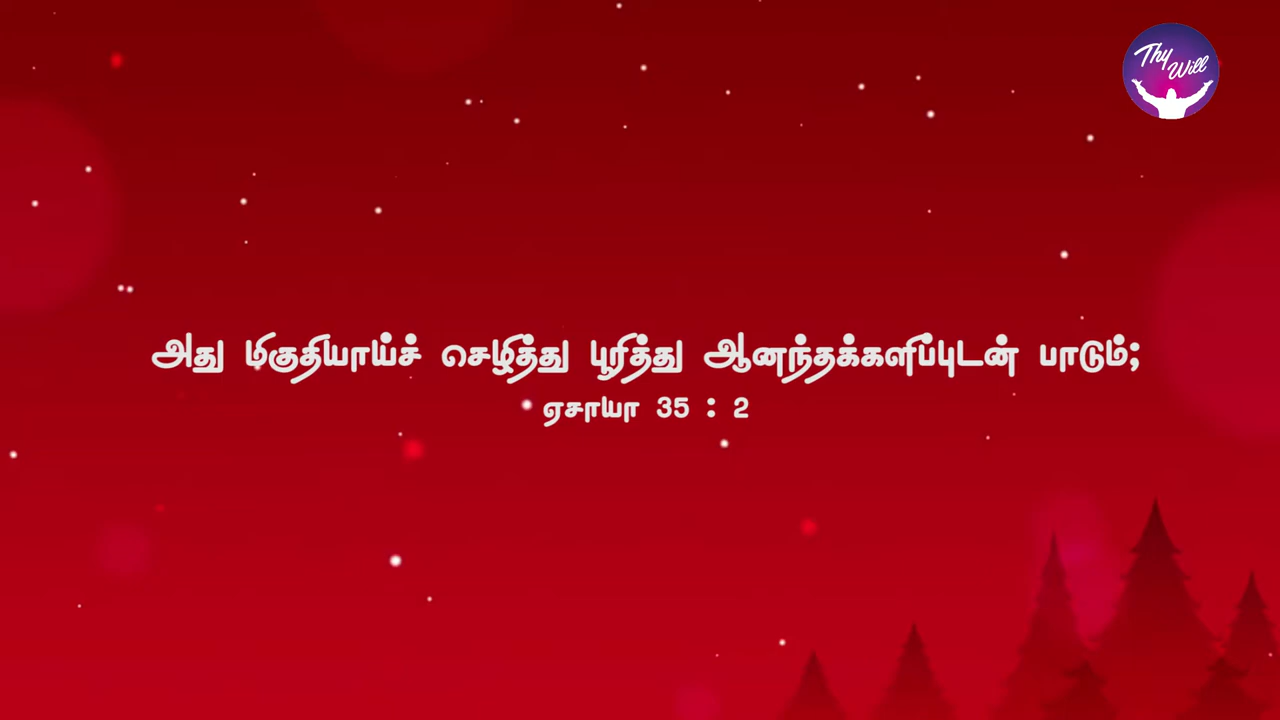 Thy
Will
அது மிகுதியாய்ச் செழித்து பூரித்து ஆனந்தக்களிப்புடன் பாடும்;
ஏசாயா 35 : 2